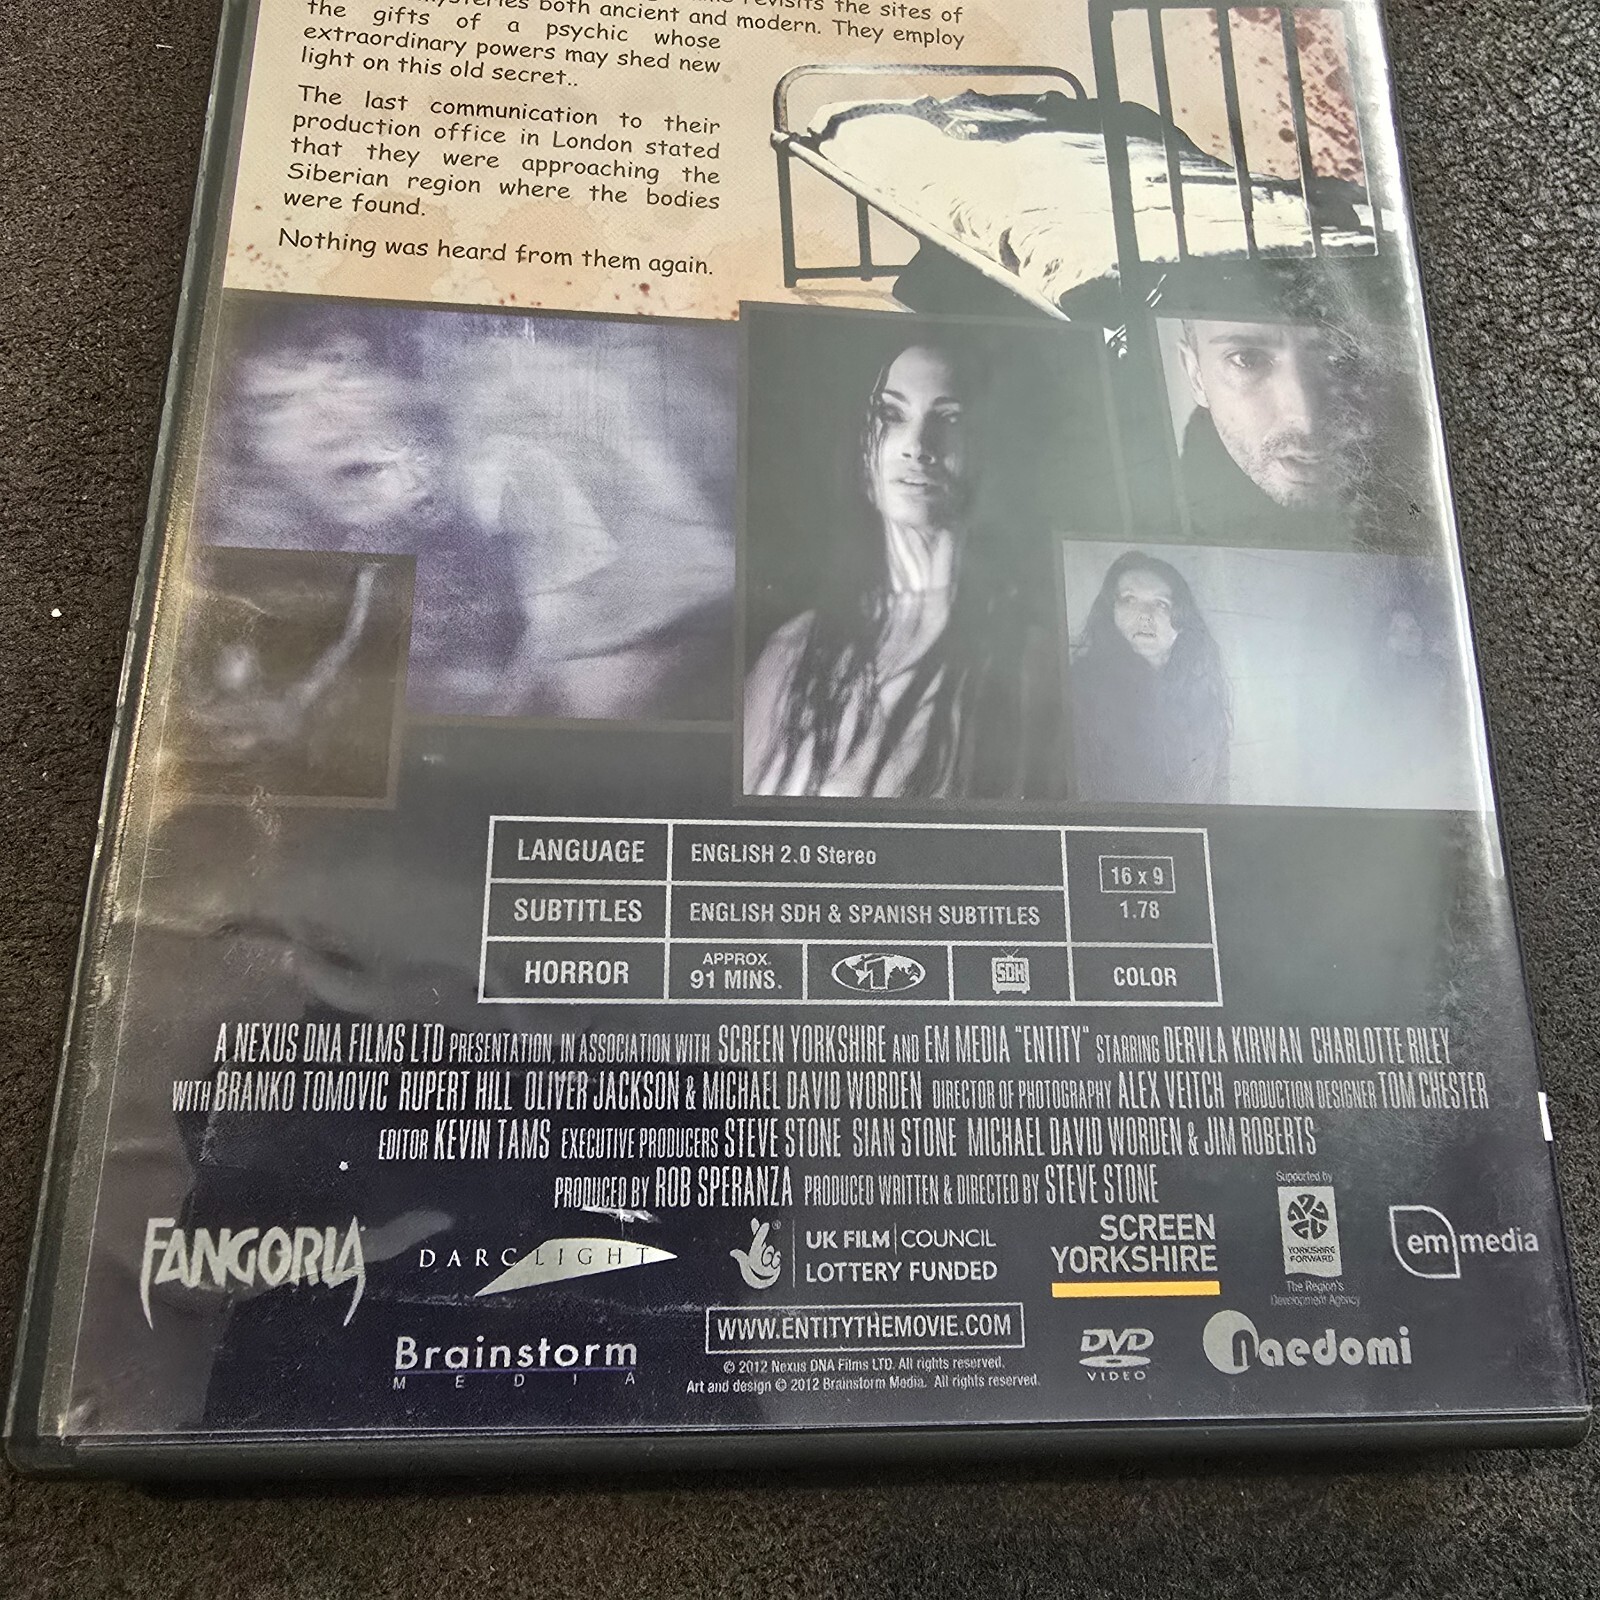 revisits the sites of
mysteries both ancient and modern. They employ
the gifts of a psychic whose
extraordinary powers may shed new
light on this old secret..
The last communication to their
production office in London stated
that they were approaching the
Siberian region where the bodies
were found.
Nothing was heard from them again.
LANGUAGE ENGLISH 2.0 Stereo
16 x 9
1.78
SUBTITLES ENGLISH SDH & SPANISH SUBTITLES
HORROR APPROX. 91 MINS. 1 SDH COLOR
A NEXUS DNA FILMS LTD PRESENTATION, IN ASSOCIATION WITH SCREEN YORKSHIRE AND EM MEDIA "ENTITY" STARRING DERVLA KIRWAN CHARLOTTE RILEY
WITH BRANKO TOMOVIC RUPERT HILL OLIVER JACKSON & MICHAEL DAVID WORDEN DIRECTOR OF PHOTOGRAPHY ALEX VEITCH PRODUCTION DESIGNER TOM CHESTER
EDITOR KEVIN TAMS EXECUTIVE PRODUCERS STEVE STONE SIAN STONE MICHAEL DAVID WORDEN & JIM ROBERTS
PRODUCED BY ROB SPERANZA PRODUCED WRITTEN & DIRECTED BY STEVE STONE
FANGORIA
DARCLIGHT
UK FILM COUNCIL
LOTTERY FUNDED
SCREEN
YORKSHIRE
Supported by
YORKSHIRE
FORWARD
The Region's
Development Agency
em media
Brainstorm
MEDIA
WWW.ENTITYTHEMOVIE.COM
© 2012 Nexus DNA Films LTD. All rights reserved.
Art and design © 2012 Brainstorm Media. All rights reserved.
DVD
VIDEO
naedomi